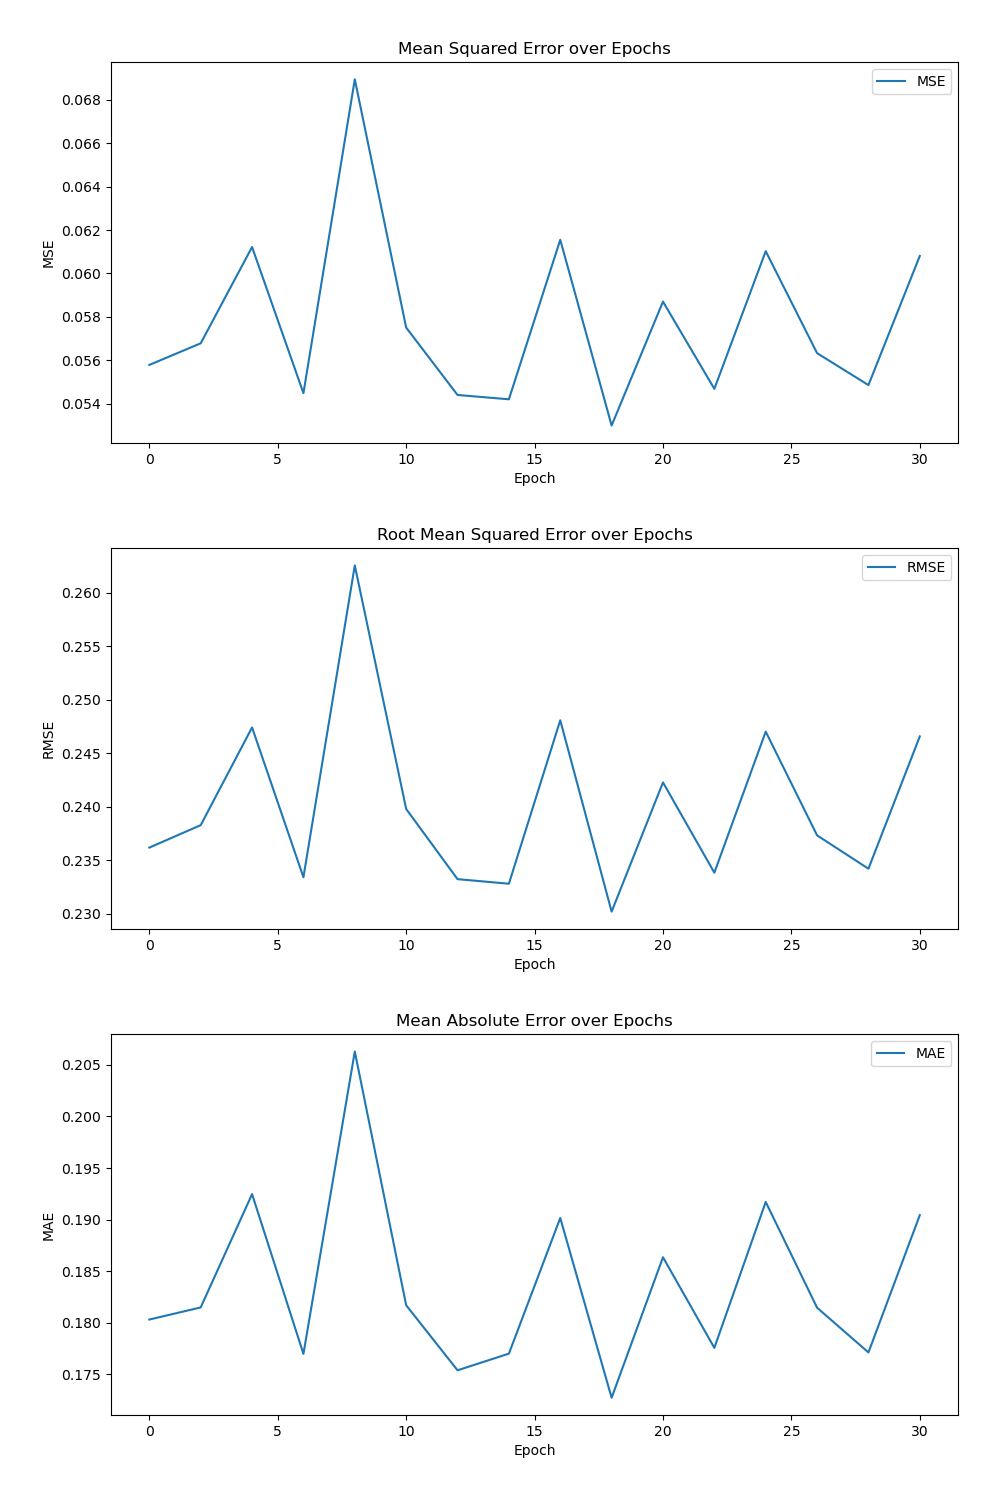 Mean Squared Error over Epochs
MSE
0.068
0.066
0.064
0.062
0.060
0.058
0.056
0.054
MSE
0 5 10 15 20 25 30
Epoch
Root Mean Squared Error over Epochs
RMSE
0.260
0.255
0.250
0.245
0.240
0.235
0.230
RMSE
0 5 10 15 20 25 30
Epoch
Mean Absolute Error over Epochs
MAE
0.205
0.200
0.195
0.190
0.185
0.180
0.175
MAE
0 5 10 15 20 25 30
Epoch